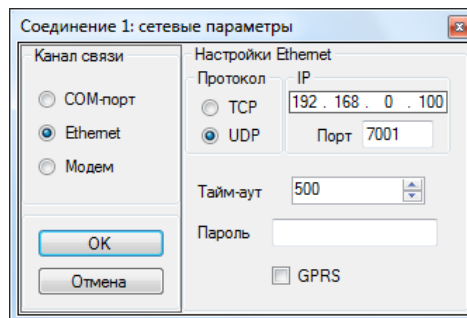 Соединение 1: сетевые параметры
Канал связи
COM-порт
Ethernet
Модем
OK
Отмена
Настройки Ethernet
Протокол
TCP
UDP
IP
192 . 168 . 0 . 100
Порт 7001
Тайм-аут 500
Пароль
GPRS